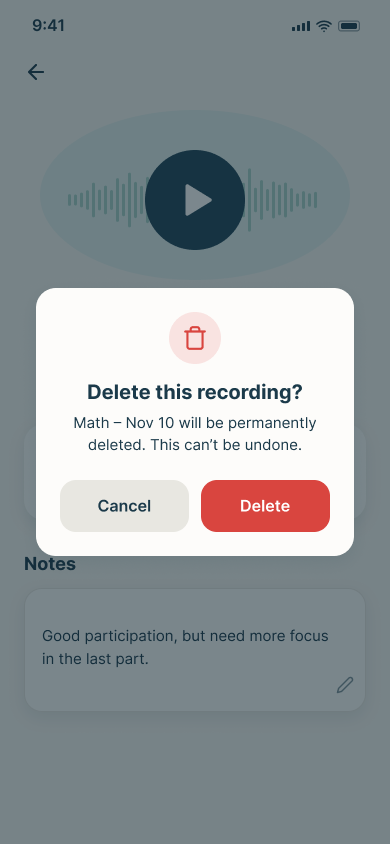 9:41
Delete this recording?
Math – Nov 10 will be permanently
deleted. This can’t be undone.
Cancel Delete
Notes
Good participation, but need more focus
in the last part.